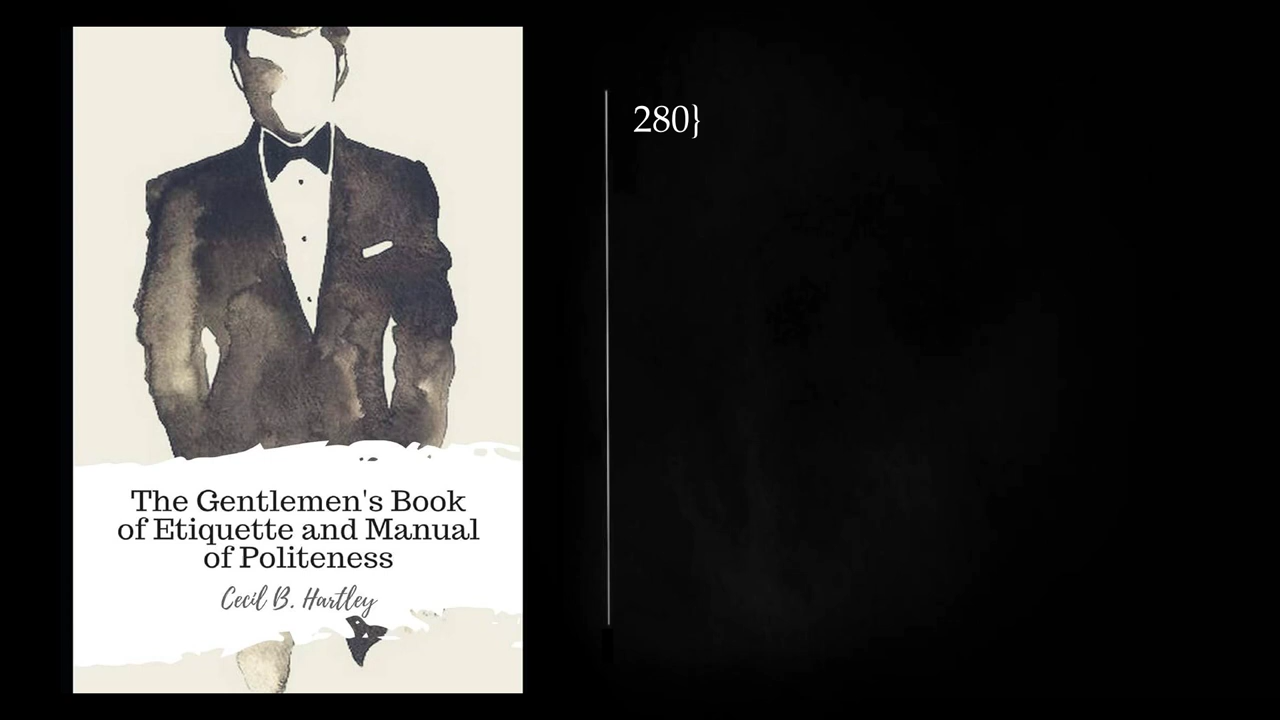 The Gentlemen's Book
of Etiquette and Manual
of Politeness
Cecil B. Hartley
280}